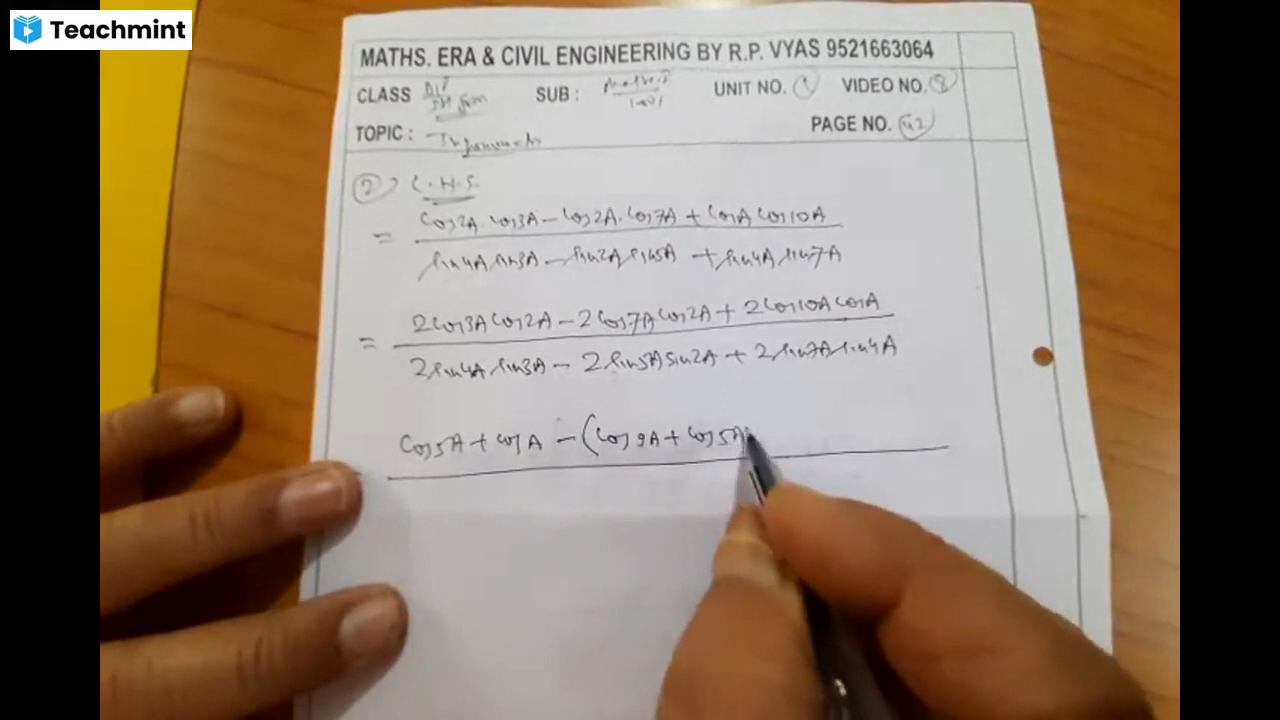 Teachmint
MATHS. ERA & CIVIL ENGINEERING BY R.P. VYAS 9521663064
CLASS SUB : UNIT NO. 1 VIDEO NO.
TOPIC : PAGE NO. 42
L.H.S.
= Cos2A.Cos3A - Cos2A.Cos7A + CosA Cos10A
sin4A sin3A - sin2A sin5A + sin4A sin7A
= 2Cos3A Cos2A - 2Cos7A Cos2A + 2Cos10A CosA
2sin4A sin3A - 2sin5A sin2A + 2sin7A sin4A
Cos5A + CosA - (Cos9A + Cos5A